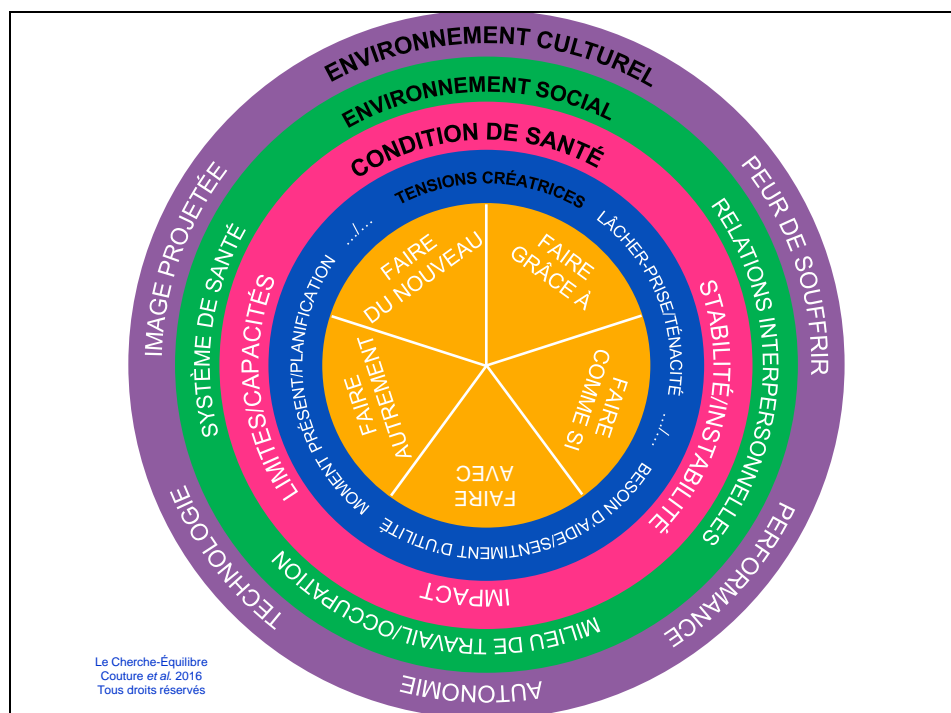 ENVIRONNEMENT CULTUREL
PEUR DE SOUFFRIR
PERFORMANCE
AUTONOMIE
TECHNOLOGIE
IMAGE PROJETÉE
ENVIRONNEMENT SOCIAL
RELATIONS INTERPERSONNELLES
MILIEU DE TRAVAIL/OCCUPATION
SYSTÈME DE SANTÉ
CONDITION DE SANTÉ
STABILITÉ/INSTABILITÉ
IMPACT
LIMITES/CAPACITÉS
TENSIONS CRÉATRICES
LÂCHER-PRISE/TÉNACITÉ .../...
BESOIN D'AIDE/SENTIMENT D'UTILITÉ
MOMENT PRÉSENT/PLANIFICATION .../...
FAIRE
GRÂCE À
FAIRE
COMME SI
FAIRE
AVEC
FAIRE
AUTREMENT
FAIRE
DU NOUVEAU
Le Cherche-Équilibre
Couture et al. 2016
Tous droits réservés